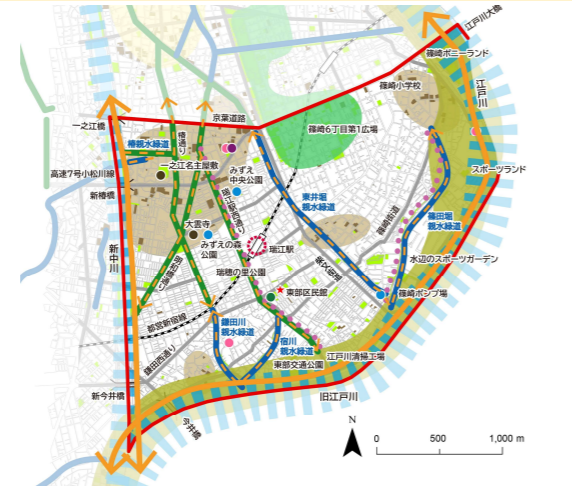 江戸川大橋
篠崎ポニーランド
江戸川
篠崎小学校
京葉道路
篠崎6丁目第1広場
一之江橋
椿通り
椿親水緑道
一之江名主屋敷
みずえ
中央公園
高速7号小松川線
新椿橋
スポーツランド
東井堀
親水緑道
篠崎街道
篠田堀
親水緑道
大雲寺
みずえの森
公園
瑞江駅
新中川
瑞穂の里公園
水辺のスポーツガーデン
東部区民館
篠崎ポンプ場
都営新宿線
鎌田川
親水緑道
宿川
親水緑道
鎌田西通り
江戸川清掃工場
東部交通公園
新今井橋
旧江戸川
今井橋
N
0 500 1,000 m